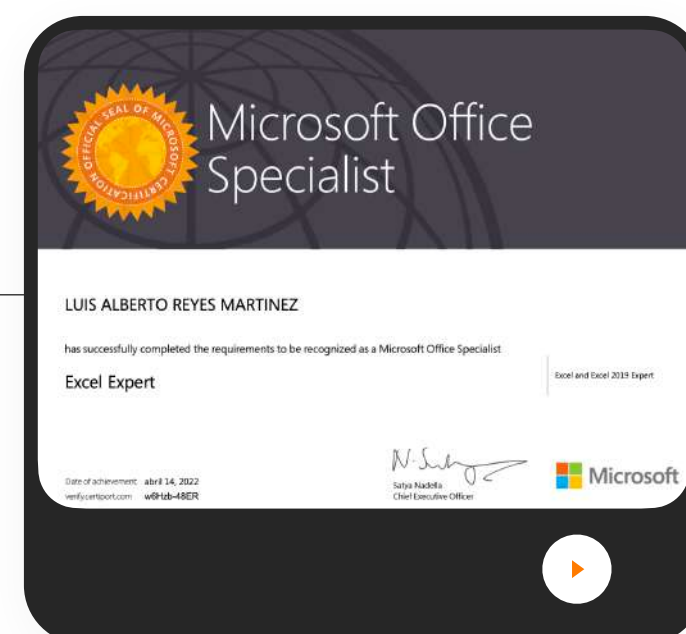 OFFICIAL SEAL OF MICROSOFT CERTIFICATION
Microsoft Office
Specialist
LUIS ALBERTO REYES MARTINEZ
has successfully completed the requirements to be recognized as a Microsoft Office Specialist
Excel Expert
Excel and Excel 2019 Expert
Date of achievement: abril 14, 2022
verify.certiport.com w6Hzb-48ER
N. Satya Nadella
Satya Nadella
Chief Executive Officer
Microsoft